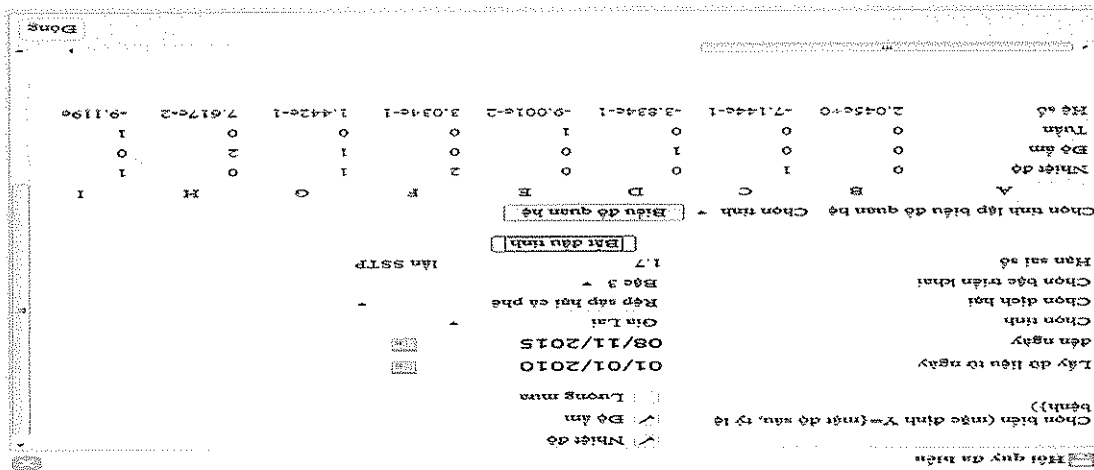 Hồi quy đa biến
Chọn biến (mặc định Y={mật độ sâu, tỷ lệ bệnh})
Nhiệt độ
Độ ẩm
Lượng mưa
Lấy dữ liệu từ ngày 01/01/2010
đến ngày 08/11/2015
Chọn tỉnh Gia Lai
Chọn dịch hại Rệp sáp hại cà phê
Chọn bậc triển khai Bậc 3
Hạn sai số 1.7 lần SSTP
Bắt đầu tính
Chọn tỉnh lập biểu đồ quan hệ Chọn tỉnh Biểu đồ quan hệ
A B C D E F G H I
Nhiệt độ 0 1 0 0 2 1 0 1
Độ ẩm 0 0 1 0 0 1 2 0
Tuần 0 0 0 1 0 0 0 1
Hệ số 2.045e+0 -7.144e-1 -3.834e-1 -9.001e-2 3.034e-1 1.442e-1 7.617e-2 -9.119e
Đóng